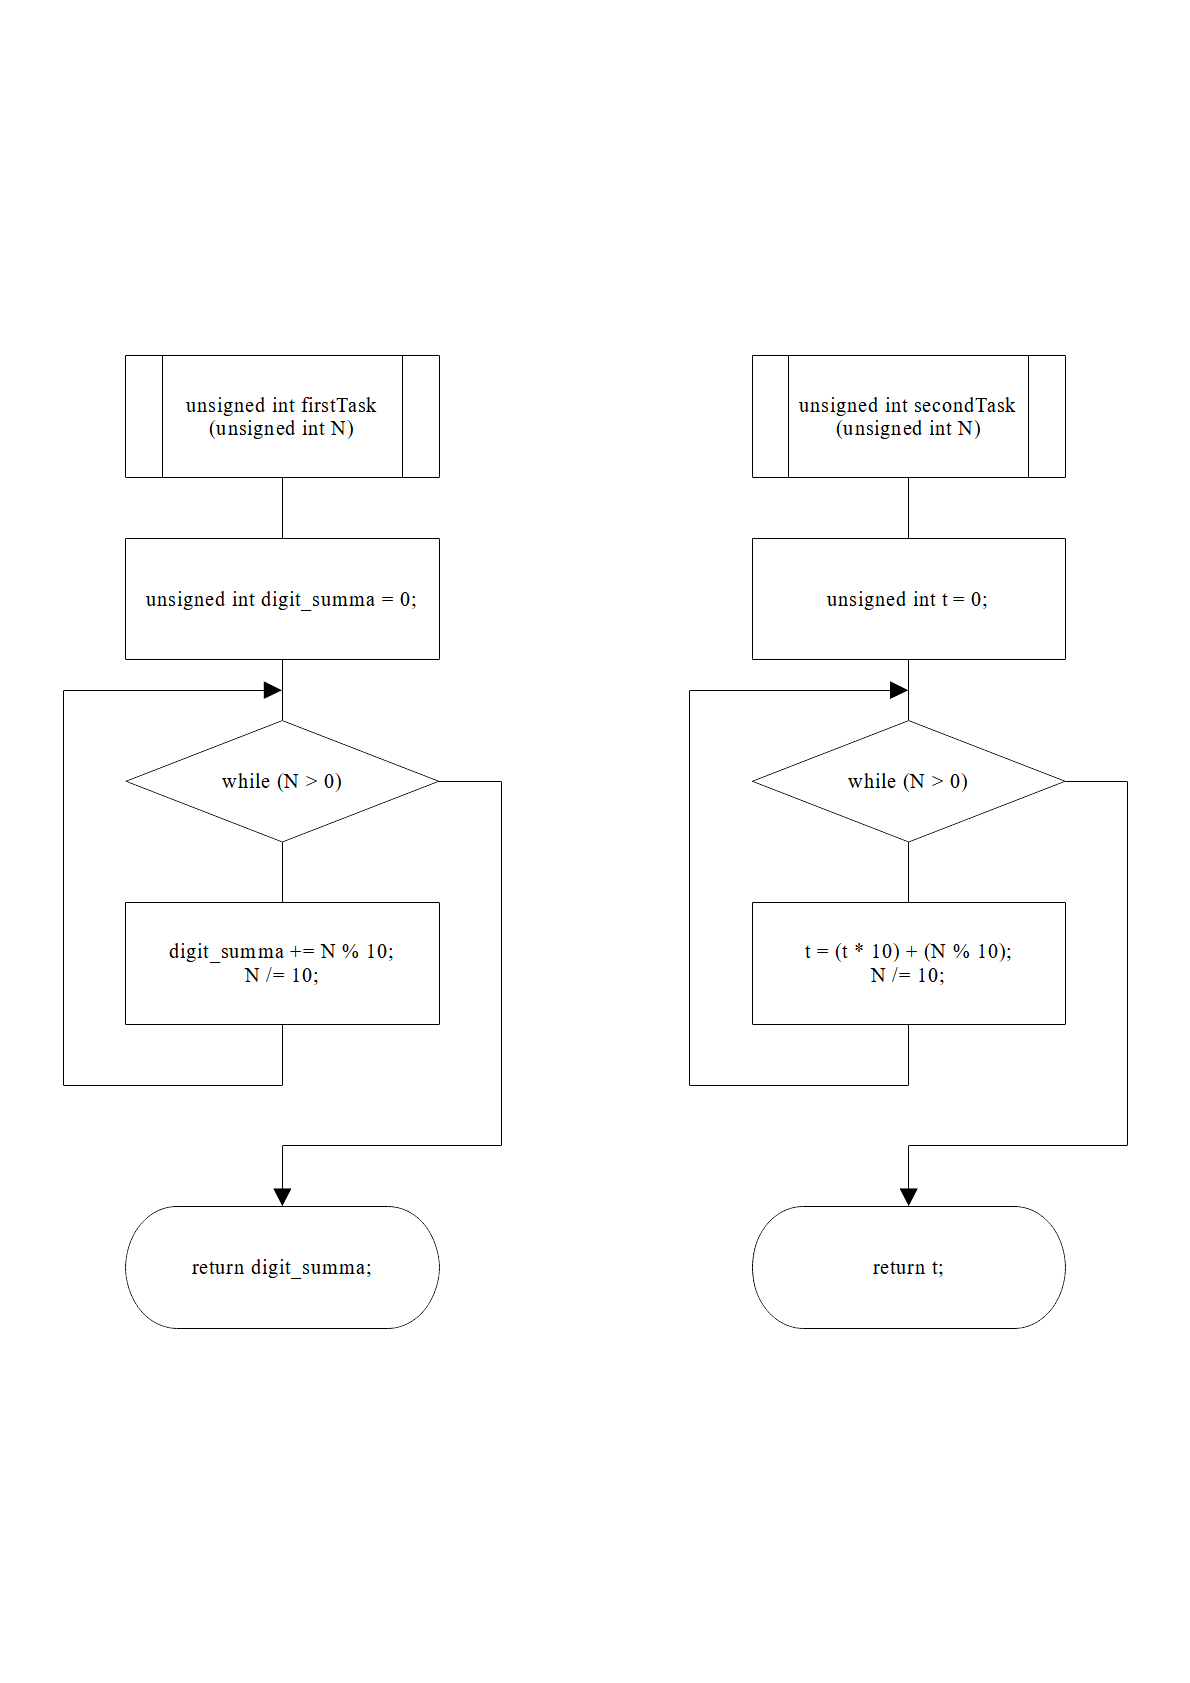 unsigned int firstTask
(unsigned int N)
unsigned int digit_summa = 0;
while (N > 0)
digit_summa += N % 10;
N /= 10;
return digit_summa;
unsigned int secondTask
(unsigned int N)
unsigned int t = 0;
while (N > 0)
t = (t * 10) + (N % 10);
N /= 10;
return t;